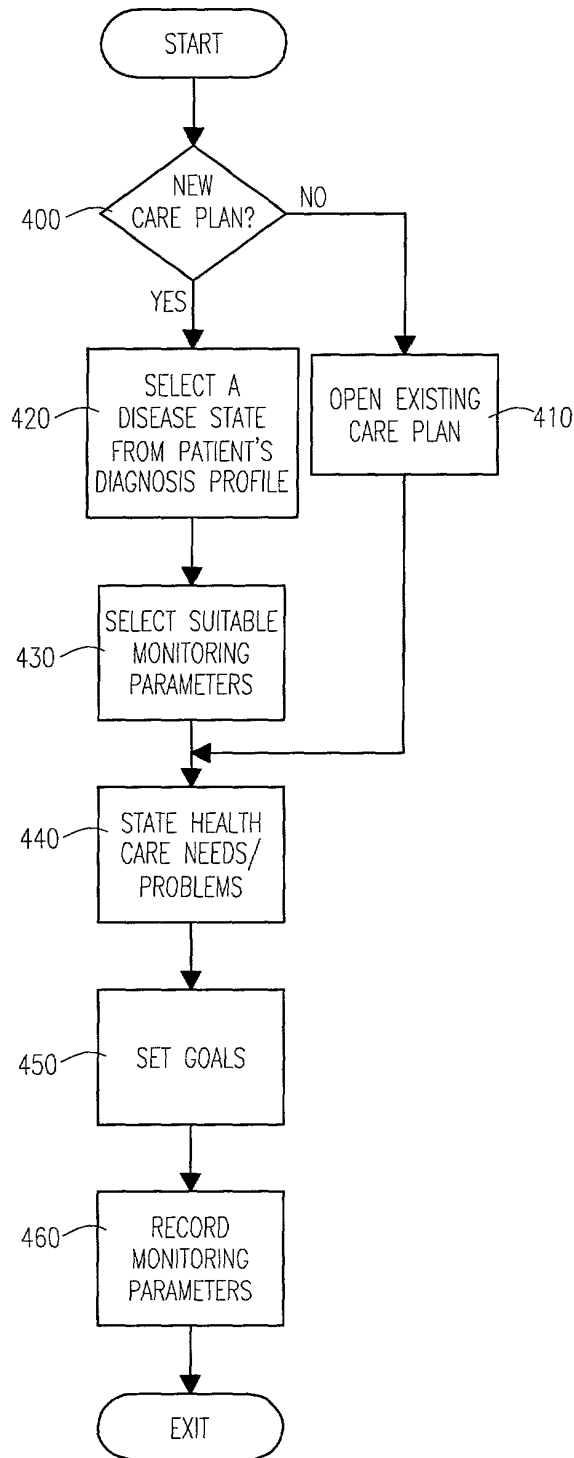 START
NEW
CARE PLAN?
400
NO
YES
SELECT A
DISEASE STATE
FROM PATIENT'S
DIAGNOSIS PROFILE
420
OPEN EXISTING
CARE PLAN
410
SELECT SUITABLE
MONITORING
PARAMETERS
430
STATE HEALTH
CARE NEEDS/
PROBLEMS
440
SET GOALS
450
RECORD
MONITORING
PARAMETERS
460
EXIT